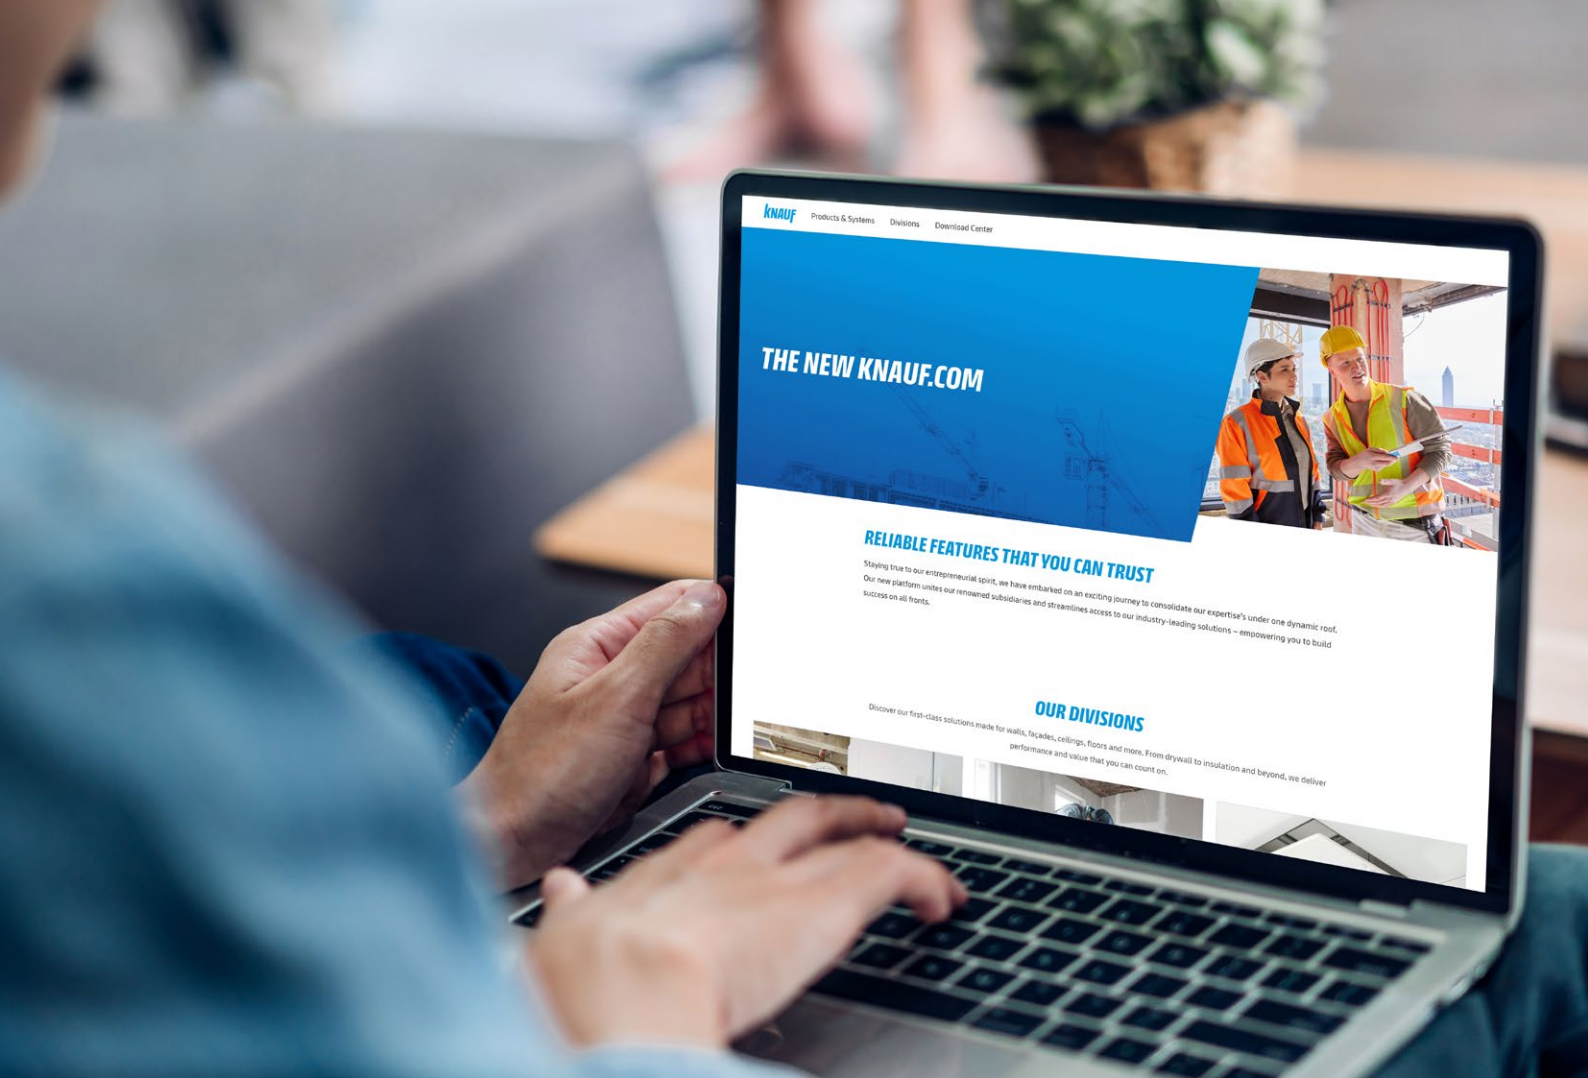 KNAUF Products & Systems Divisions Download Center
THE NEW KNAUF.COM
RELIABLE FEATURES THAT YOU CAN TRUST
Staying true to our entrepreneurial spirit, we have embarked on an exciting journey to consolidate our expertise's under one dynamic roof.
Our new platform unites our renowned subsidiaries and streamlines access to our industry-leading solutions – empowering you to build
success on all fronts.
OUR DIVISIONS
Discover our first-class solutions made for walls, façades, ceilings, floors and more. From drywall to insulation and beyond, we deliver
performance and value that you can count on.